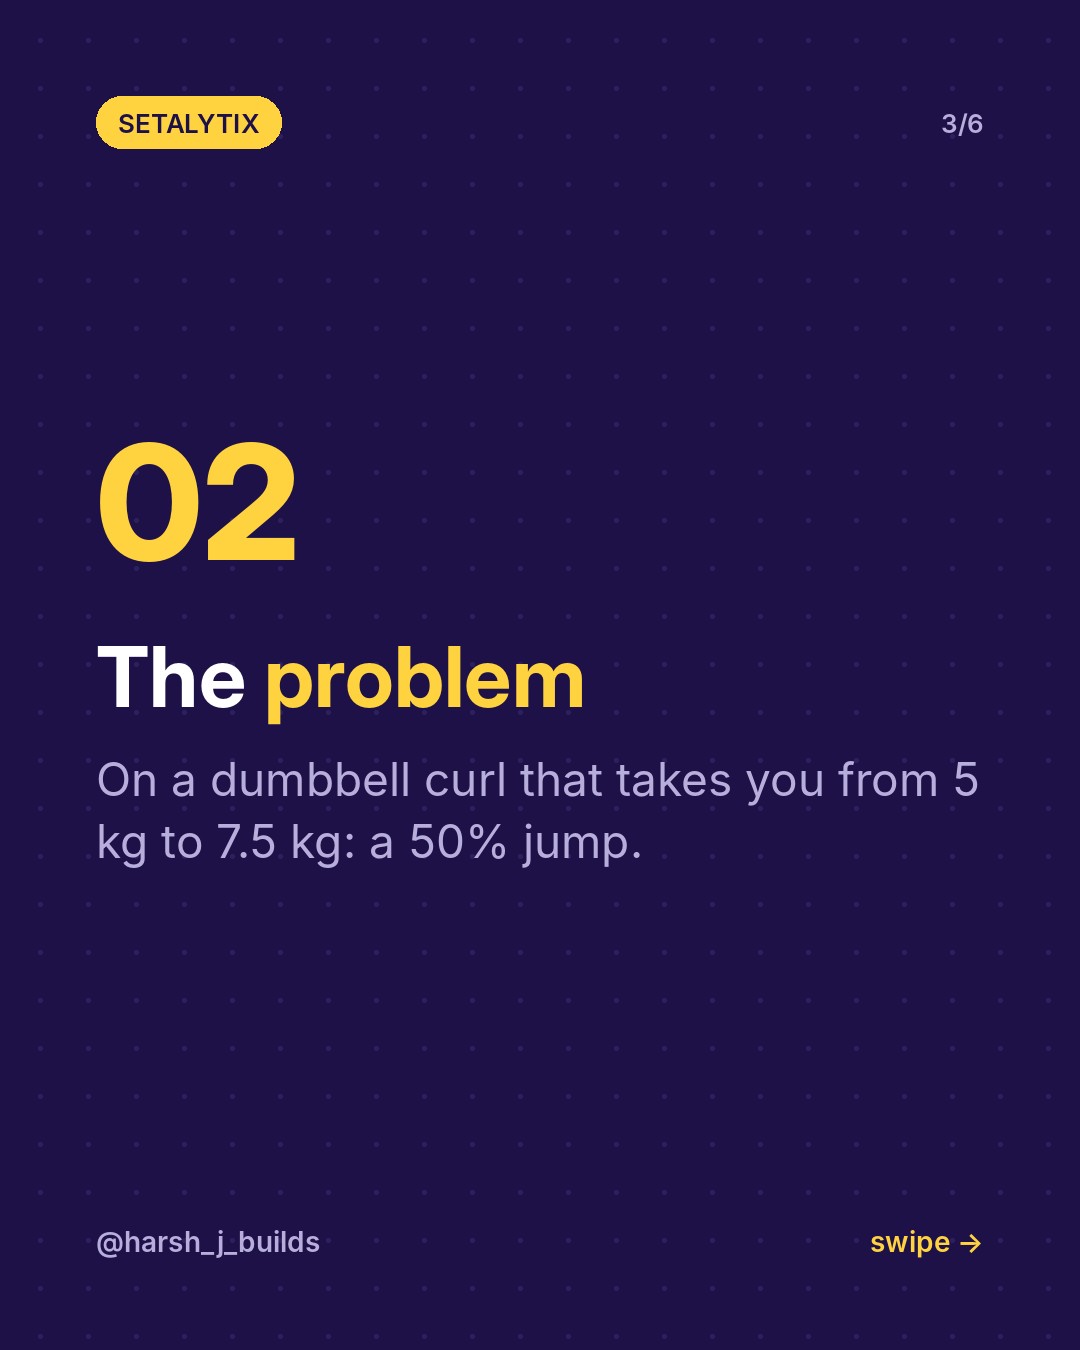 SETALYTIX
3/6
02
The problem
On a dumbbell curl that takes you from 5
kg to 7.5 kg: a 50% jump.
@harsh_j_builds
swipe →